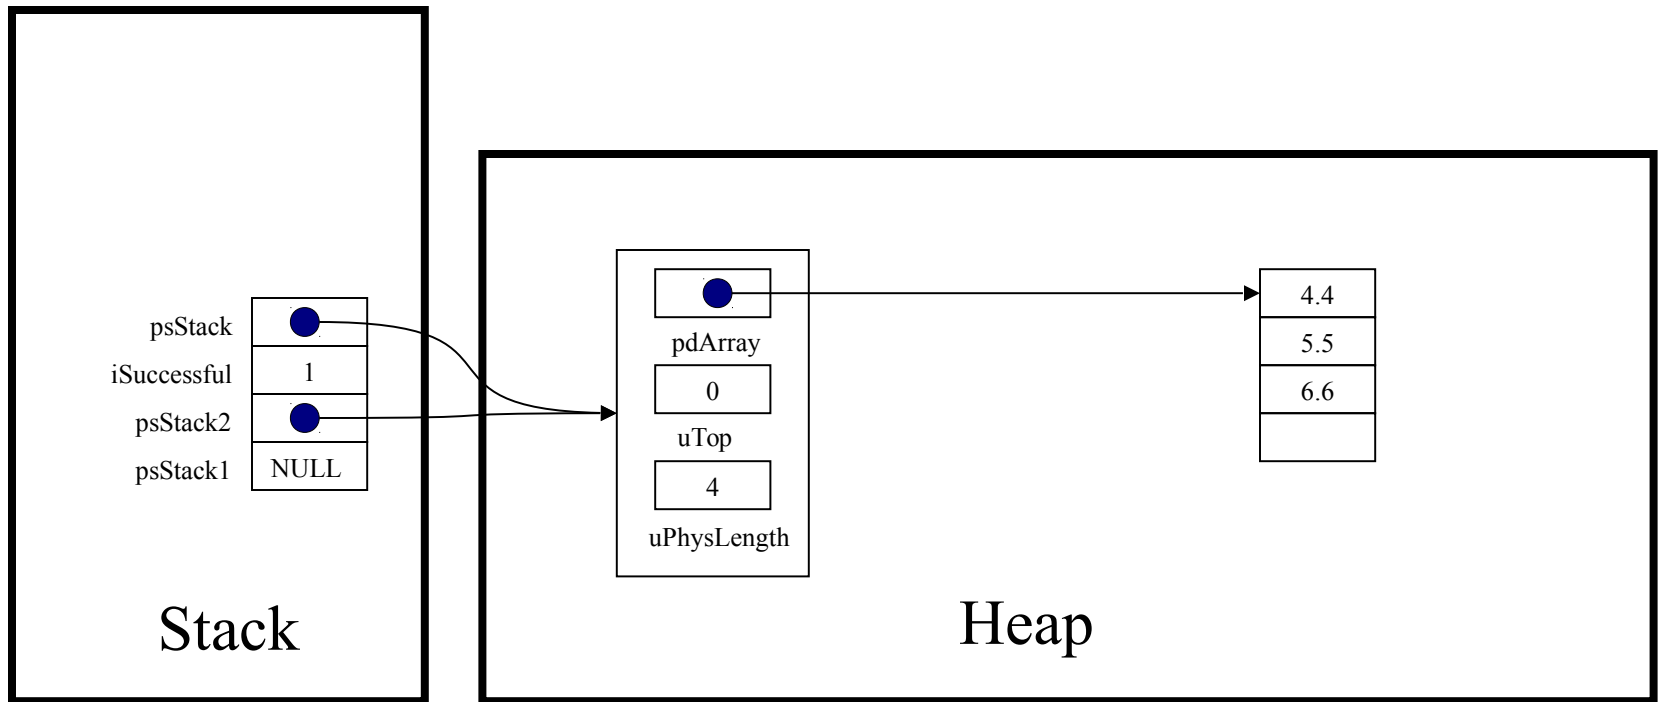 psStack
iSuccessful 1
psStack2
psStack1 NULL
Stack
pdArray
0
uTop
4
uPhysLength
4.4
5.5
6.6
Heap